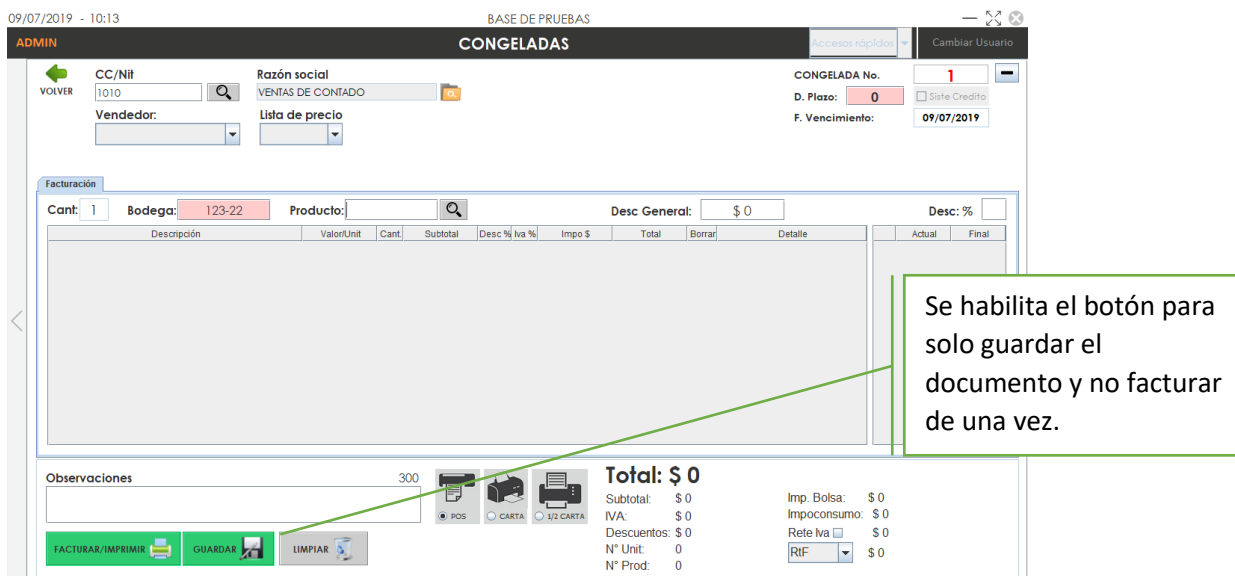 09/07/2019 - 10:13 BASE DE PRUEBAS
ADMIN CONGELADAS Accesos rápidos Cambiar Usuario
VOLVER
CC/Nit Razón social CONGELADA No. 1
1010 VENTAS DE CONTADO D. Plazo: 0 Siste Credito
Vendedor: Lista de precio F. Vencimiento: 09/07/2019
Facturación
Cant: 1 Bodega: 123-22 Producto: Desc General: $ 0 Desc: %
Descripción Valor/Unit Cant. Subtotal Desc % Iva % Impo $ Total Borrar Detalle Actual Final
Se habilita el botón para
solo guardar el
documento y no facturar
de una vez.
Observaciones 300
POS CARTA 1/2 CARTA
FACTURAR/IMPRIMIR GUARDAR LIMPIAR
Total: $ 0
Subtotal: $ 0 Imp. Bolsa: $ 0
IVA: $ 0 Impoconsumo: $ 0
Descuentos: $ 0 Rete Iva $ 0
N° Unit: 0 RtF $ 0
N° Prod: 0